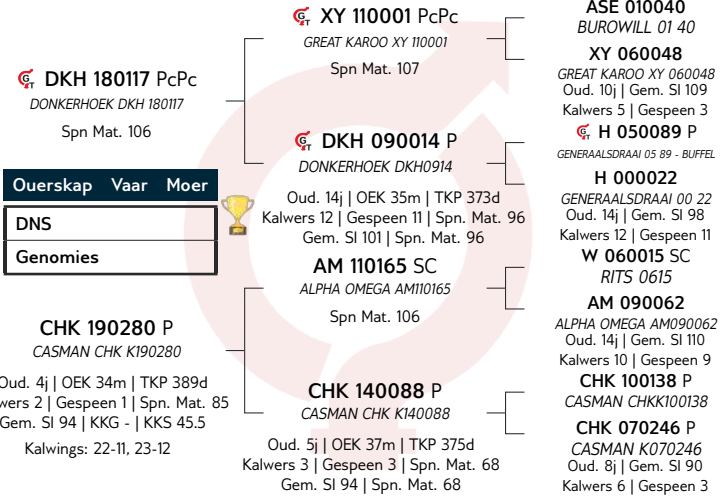 DKH 180117 PcPc
DONKERHOEK DKH 180117
Spn Mat. 106
Ouerskap Vaar Moer
DNS
Genomies
CHK 190280 P
CASMAN CHK K190280
Oud. 4j | OEK 34m | TKP 389d
wers 2 | Gespeen 1 | Spn. Mat. 85
Gem. SI 94 | KKG - | KKS 45.5
Kalwings: 22-11, 23-12
XY 110001 PcPc
GREAT KAROO XY 110001
Spn Mat. 107
DKH 090014 P
DONKERHOEK DKH0914
Oud. 14j | OEK 35m | TKP 373d
Kalwers 12 | Gespeen 11 | Spn. Mat. 96
Gem. SI 101 | Spn. Mat. 96
AM 110165 SC
ALPHA OMEGA AM110165
Spn Mat. 106
CHK 140088 P
CASMAN CHK K140088
Oud. 5j | OEK 37m | TKP 375d
Kalwers 3 | Gespeen 3 | Spn. Mat. 68
Gem. SI 94 | Spn. Mat. 68
ASE 010040
BUROWILL 01 40
XY 060048
GREAT KAROO XY 060048
Oud. 10j | Gem. SI 109
Kalwers 5 | Gespeen 3
H 050089 P
GENERAALSDRAAI 05 89 - BUFFEL
H 000022
GENERAALSDRAAI 00 22
Oud. 14j | Gem. SI 98
Kalwers 12 | Gespeen 11
W 060015 SC
RITS 0615
AM 090062
ALPHA OMEGA AM090062
Oud. 14j | Gem. SI 110
Kalwers 10 | Gespeen 9
CHK 100138 P
CASMAN CHKK100138
CHK 070246 P
CASMAN K070246
Oud. 8j | Gem. SI 90
Kalwers 6 | Gespeen 3